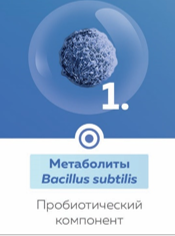 1.
Метаболиты
Bacillus subtilis
Пробиотический
компонент